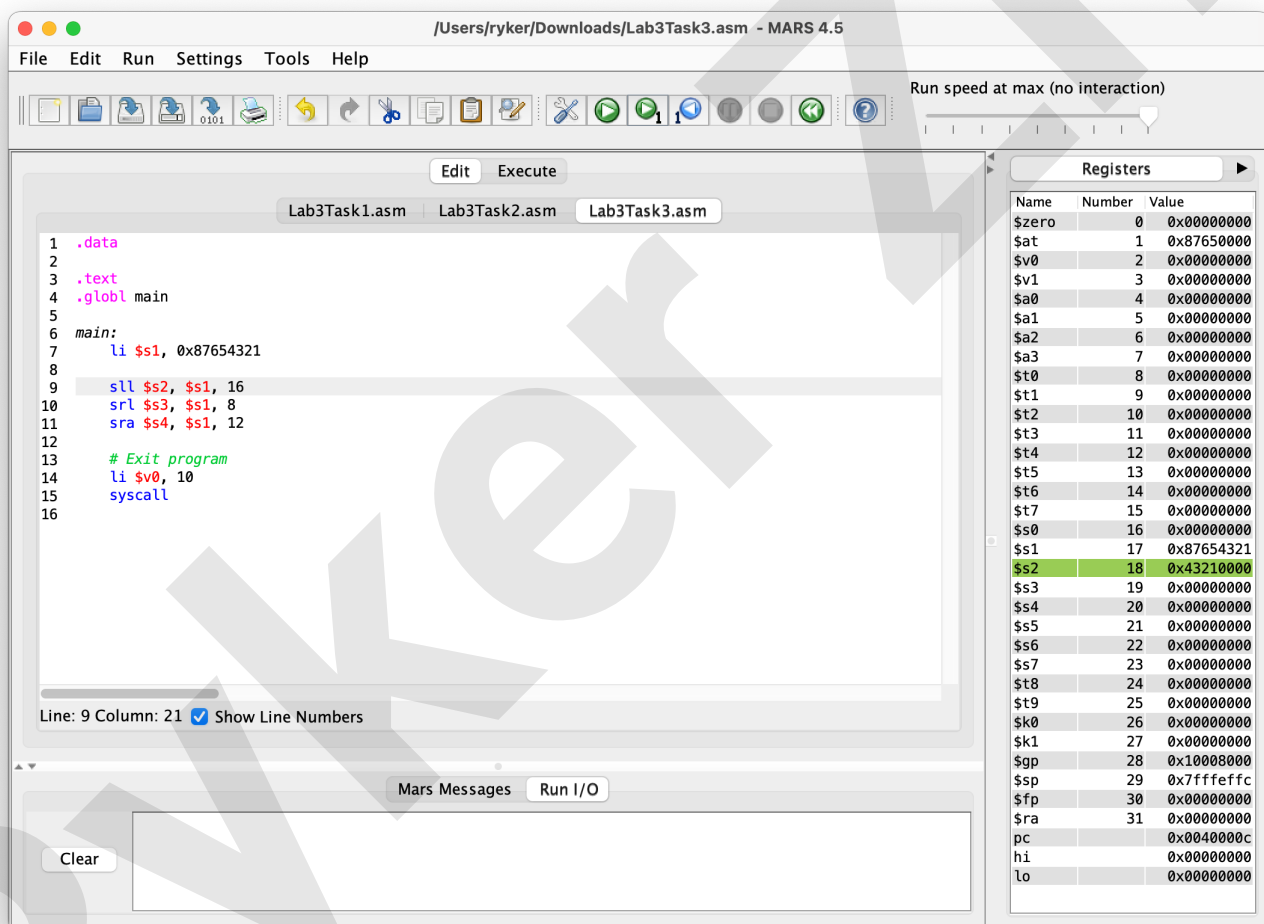 /Users/ryker/Downloads/Lab3Task3.asm - MARS 4.5
File Edit Run Settings Tools Help
Run speed at max (no interaction)
Edit Execute
Lab3Task1.asm Lab3Task2.asm Lab3Task3.asm
1 .data
2
3 .text
4 .globl main
5
6 main:
7 li $s1, 0x87654321
8
9 sll $s2, $s1, 16
10 srl $s3, $s1, 8
11 sra $s4, $s1, 12
12
13 # Exit program
14 li $v0, 10
15 syscall
16
Line: 9 Column: 21 Show Line Numbers
Mars Messages Run I/O
Clear
Registers
Name Number Value
$zero 0 0x00000000
$at 1 0x87650000
$v0 2 0x00000000
$v1 3 0x00000000
$a0 4 0x00000000
$a1 5 0x00000000
$a2 6 0x00000000
$a3 7 0x00000000
$t0 8 0x00000000
$t1 9 0x00000000
$t2 10 0x00000000
$t3 11 0x00000000
$t4 12 0x00000000
$t5 13 0x00000000
$t6 14 0x00000000
$t7 15 0x00000000
$s0 16 0x00000000
$s1 17 0x87654321
$s2 18 0x43210000
$s3 19 0x00000000
$s4 20 0x00000000
$s5 21 0x00000000
$s6 22 0x00000000
$s7 23 0x00000000
$t8 24 0x00000000
$t9 25 0x00000000
$k0 26 0x00000000
$k1 27 0x00000000
$gp 28 0x10008000
$sp 29 0x7fffeffc
$fp 30 0x00000000
$ra 31 0x00000000
pc 0x0040000c
hi 0x00000000
lo 0x00000000